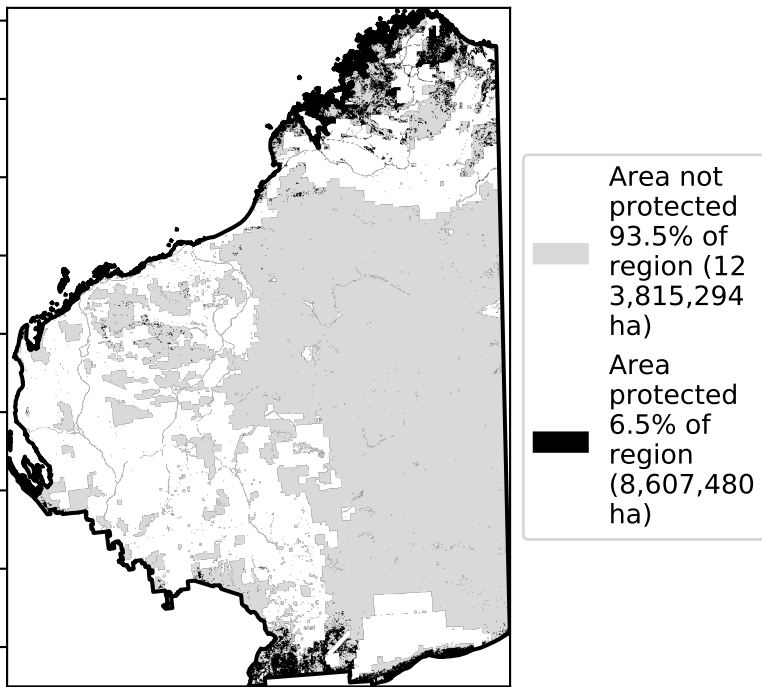 Area not
protected
93.5% of
region (12
3,815,294
ha)
Area
protected
6.5% of
region
(8,607,480
ha)